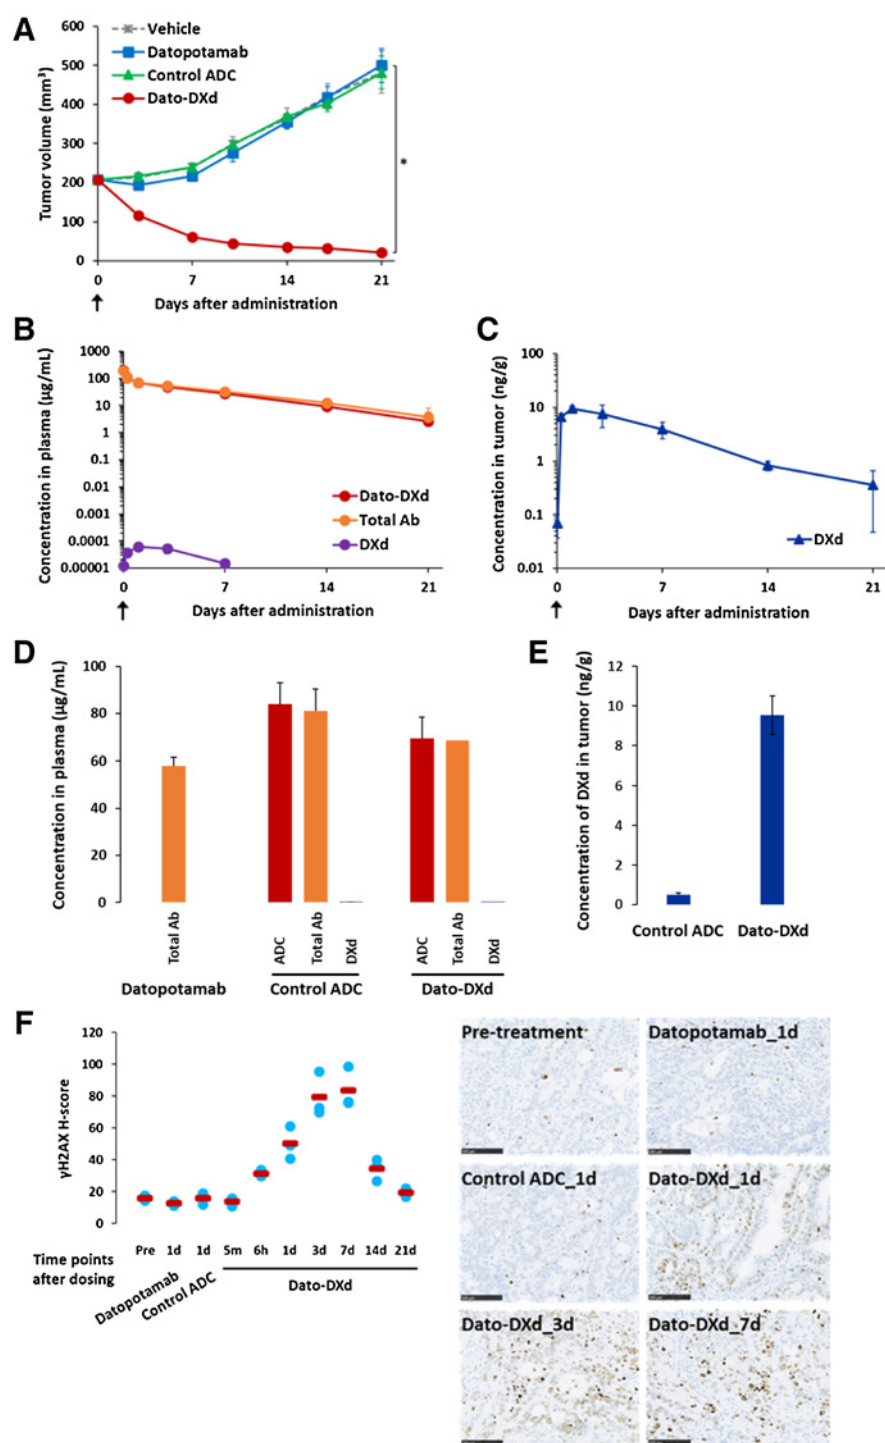 A
Vehicle
Datopotamab
Control ADC
Dato-DXd
Tumor volume (mm³)
600
500
400
300
200
100
0
*
0 7 14 21
Days after administration
B
Concentration in plasma (µg/mL)
1000
100
10
1
0.1
0.01
0.001
0.0001
0.00001
Dato-DXd
Total Ab
DXd
0 7 14 21
Days after administration
C
Concentration in tumor (ng/g)
100
10
1
0.1
0.01
DXd
0 7 14 21
Days after administration
D
Concentration in plasma (µg/mL)
100
80
60
40
20
0
Total Ab
ADC
Total Ab
DXd
ADC
Total Ab
DXd
Datopotamab Control ADC Dato-DXd
E
Concentration of DXd in tumor (ng/g)
12
10
8
6
4
2
0
Control ADC Dato-DXd
F
γH2AX H-score
120
100
80
60
40
20
0
Time points
after dosing
Pre 1d 1d 5m 6h 1d 3d 7d 14d 21d
Datopotamab
Control ADC
Dato-DXd
Pre-treatment
Datopotamab_1d
Control ADC_1d
Dato-DXd_1d
Dato-DXd_3d
Dato-DXd_7d